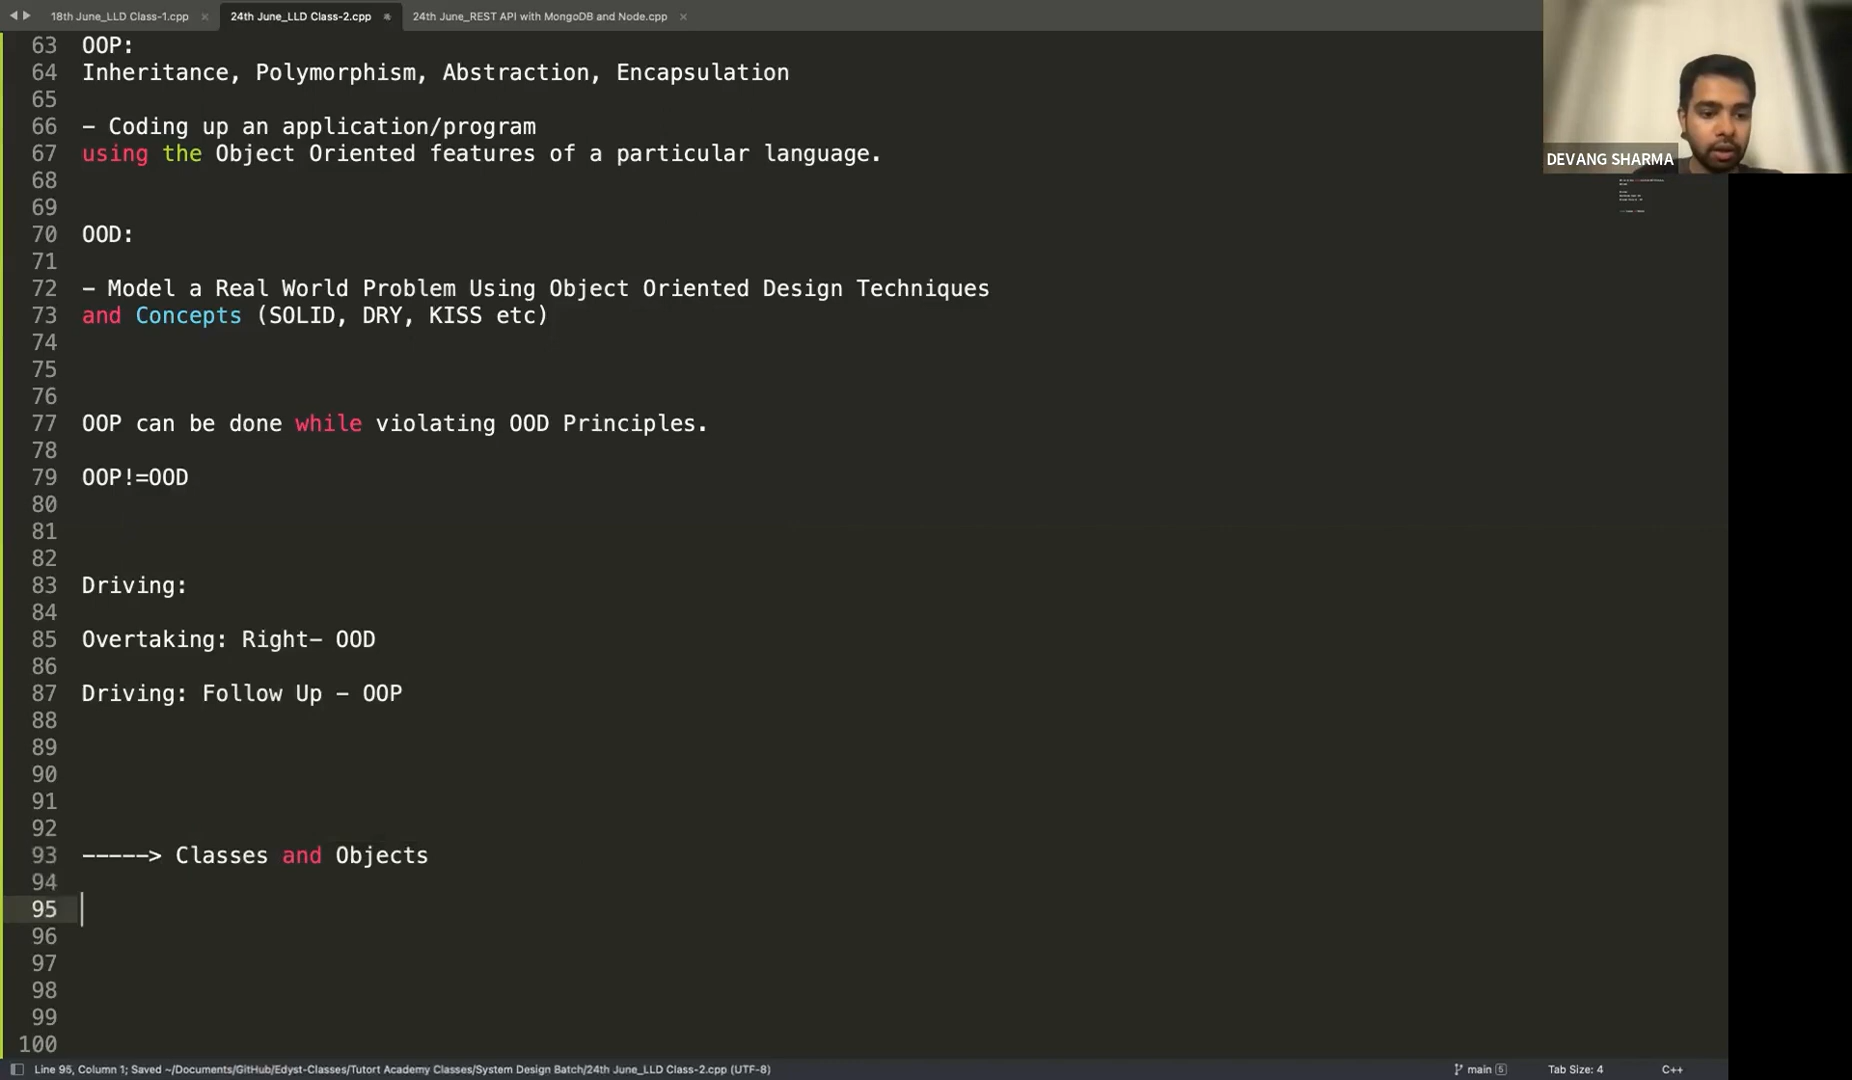 18th June_LLD Class-1.cpp
24th June_LLD Class-2.cpp
24th June_REST API with MongoDB and Node.cpp
DEVANG SHARMA
63 OOP:
64 Inheritance, Polymorphism, Abstraction, Encapsulation
65
66 - Coding up an application/program
67 using the Object Oriented features of a particular language.
68
69
70 OOD:
71
72 - Model a Real World Problem Using Object Oriented Design Techniques
73 and Concepts (SOLID, DRY, KISS etc)
74
75
76
77 OOP can be done while violating OOD Principles.
78
79 OOP!=OOD
80
81
82
83 Driving:
84
85 Overtaking: Right- OOD
86
87 Driving: Follow Up - OOP
88
89
90
91
92
93 -----> Classes and Objects
94
95
96
97
98
99
100
Line 95, Column 1; Saved ~/Documents/GitHub/Edyst-Classes/Tutort Academy Classes/System Design Batch/24th June_LLD Class-2.cpp (UTF-8)
main 5
Tab Size: 4
C++